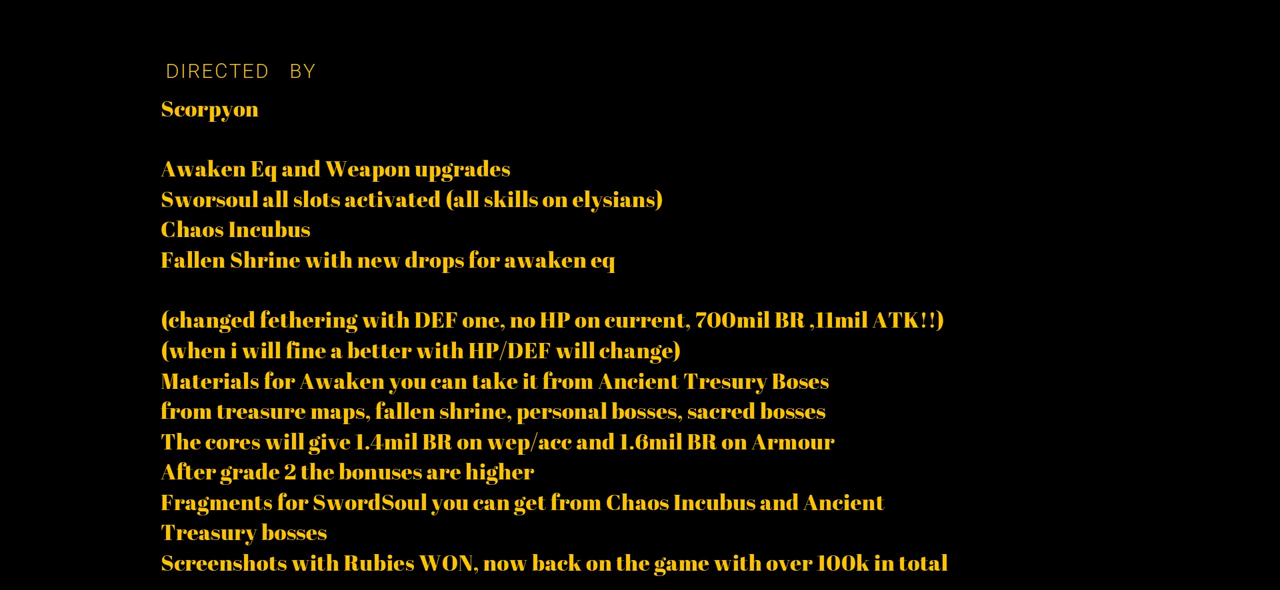 DIRECTED BY
Scorpyon
Awaken Eq and Weapon upgrades
Sworsoul all slots activated (all skills on elysians)
Chaos Incubus
Fallen Shrine with new drops for awaken eq
(changed fethering with DEF one, no HP on current, 700mil BR ,11mil ATK!!)
(when i will fine a better with HP/DEF will change)
Materials for Awaken you can take it from Ancient Tresury Boses
from treasure maps, fallen shrine, personal bosses, sacred bosses
The cores will give 1.4mil BR on wep/acc and 1.6mil BR on Armour
After grade 2 the bonuses are higher
Fragments for SwordSoul you can get from Chaos Incubus and Ancient
Treasury bosses
Screenshots with Rubies WON, now back on the game with over 100k in total